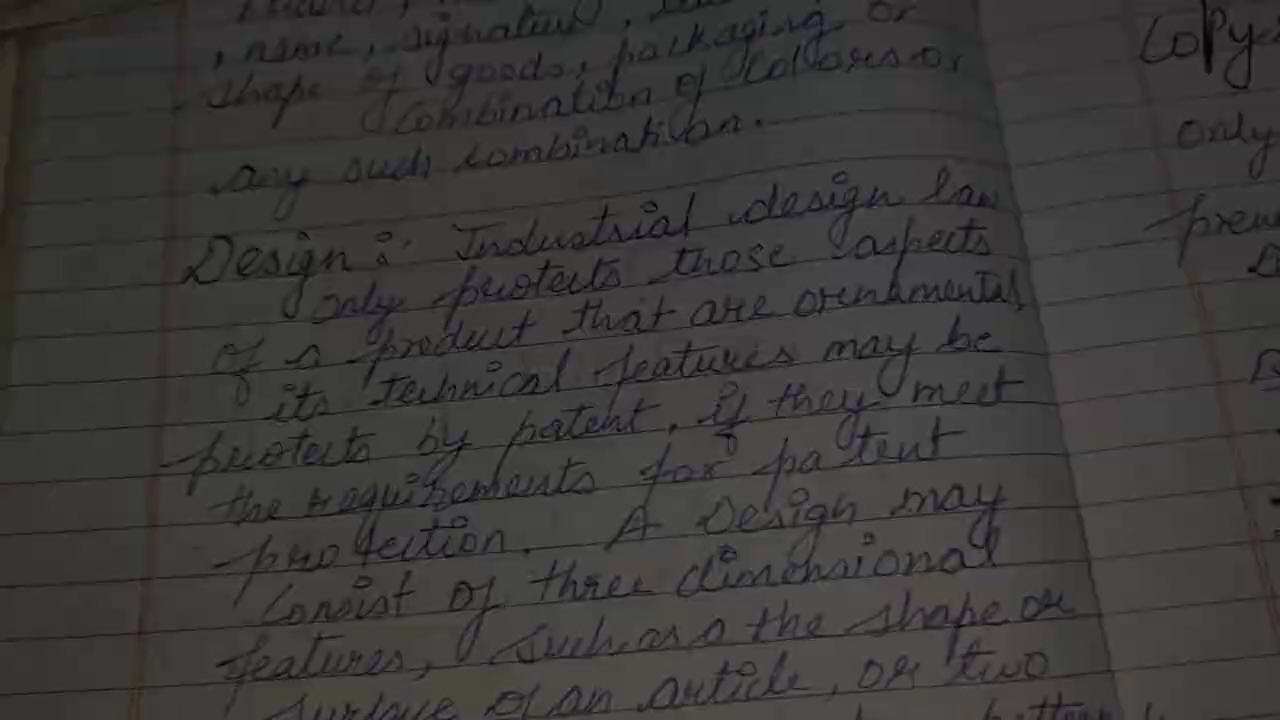 , name, signature,
shape of goods, packaging or
combination of colors or
any such combination.
Design : Industrial design law
only protects those aspects
of a product that are ornamental
its technical features may be
protects by patent, if they meet
the requirements for patent
protection. A Design may
consist of three dimensional
features, such as the shape or
surface of an article, or two
Copy
only